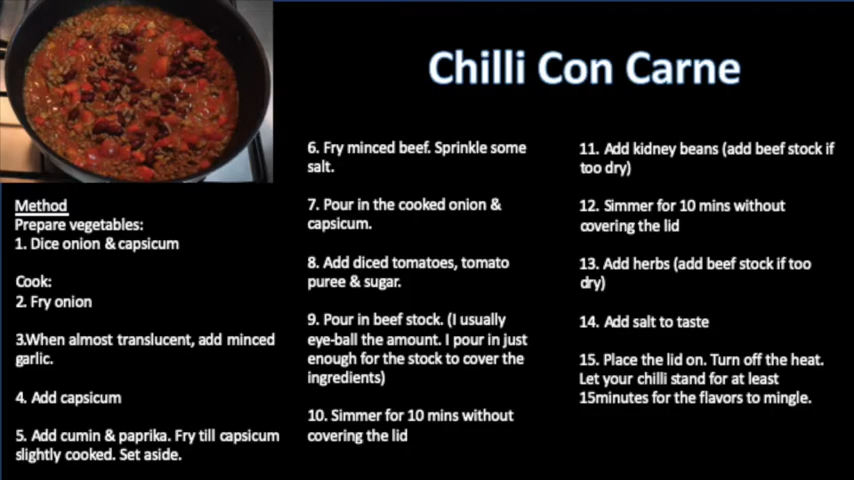 Chilli Con Carne
Method
Prepare vegetables:
1. Dice onion & capsicum
Cook:
2. Fry onion
3.When almost translucent, add minced
garlic.
4. Add capsicum
5. Add cumin & paprika. Fry till capsicum
slightly cooked. Set aside.
6. Fry minced beef. Sprinkle some
salt.
7. Pour in the cooked onion &
capsicum.
8. Add diced tomatoes, tomato
puree & sugar.
9. Pour in beef stock. (I usually
eye-ball the amount. I pour in just
enough for the stock to cover the
ingredients)
10. Simmer for 10 mins without
covering the lid
11. Add kidney beans (add beef stock if
too dry)
12. Simmer for 10 mins without
covering the lid
13. Add herbs (add beef stock if too
dry)
14. Add salt to taste
15. Place the lid on. Turn off the heat.
Let your chilli stand for at least
15minutes for the flavors to mingle.